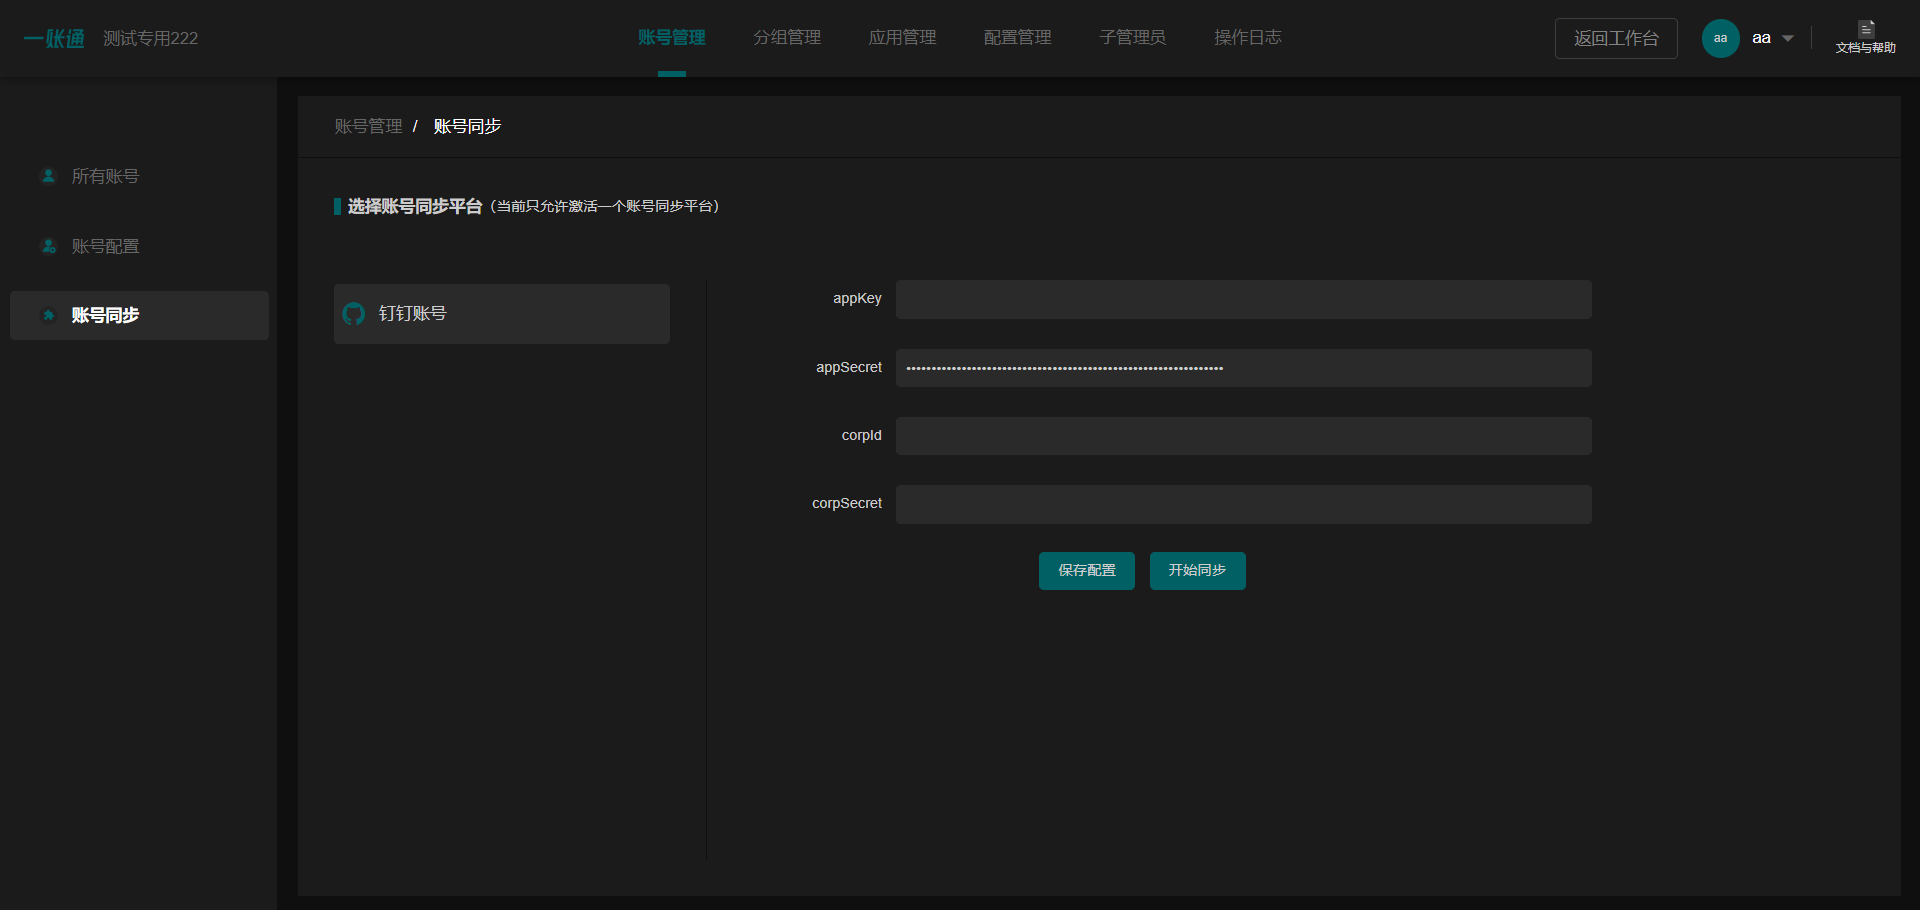 一账通 测试专用222 账号管理 分组管理 应用管理 配置管理 子管理员 操作日志 返回工作台 aa aa 文档与帮助
所有账号
账号配置
账号同步
账号管理 / 账号同步
选择账号同步平台（当前只允许激活一个账号同步平台）
钉钉账号
appKey
appSecret
corpId
corpSecret
保存配置 开始同步